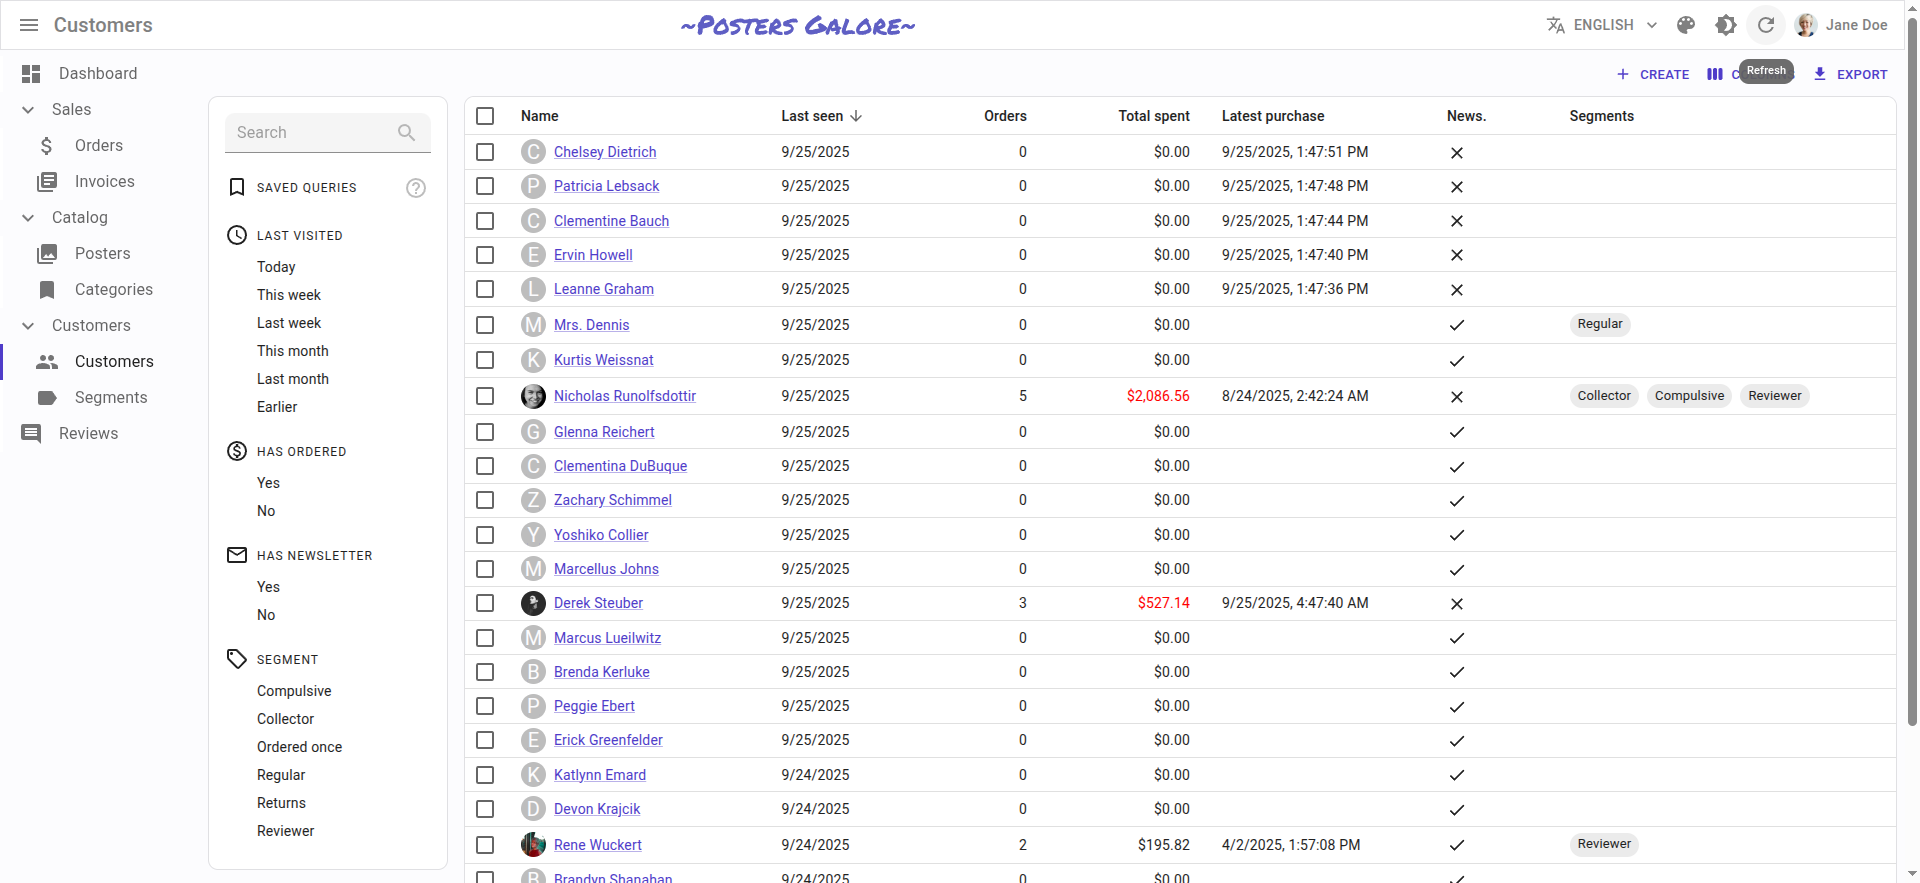 Customers
~Posters Galore~
ENGLISH
Jane Doe
Dashboard
Sales
Orders
Invoices
Catalog
Posters
Categories
Customers
Customers
Segments
Reviews
CREATE
Refresh
EXPORT
Search
SAVED QUERIES
LAST VISITED
Today
This week
Last week
This month
Last month
Earlier
HAS ORDERED
Yes
No
HAS NEWSLETTER
Yes
No
SEGMENT
Compulsive
Collector
Ordered once
Regular
Returns
Reviewer
Name Last seen Orders Total spent Latest purchase News. Segments
C Chelsey Dietrich 9/25/2025 0 $0.00 9/25/2025, 1:47:51 PM
P Patricia Lebsack 9/25/2025 0 $0.00 9/25/2025, 1:47:48 PM
C Clementine Bauch 9/25/2025 0 $0.00 9/25/2025, 1:47:44 PM
E Ervin Howell 9/25/2025 0 $0.00 9/25/2025, 1:47:40 PM
L Leanne Graham 9/25/2025 0 $0.00 9/25/2025, 1:47:36 PM
M Mrs. Dennis 9/25/2025 0 $0.00 Regular
K Kurtis Weissnat 9/25/2025 0 $0.00
Nicholas Runolfsdottir 9/25/2025 5 $2,086.56 8/24/2025, 2:42:24 AM Collector Compulsive Reviewer
G Glenna Reichert 9/25/2025 0 $0.00
C Clementina DuBuque 9/25/2025 0 $0.00
Z Zachary Schimmel 9/25/2025 0 $0.00
Y Yoshiko Collier 9/25/2025 0 $0.00
M Marcellus Johns 9/25/2025 0 $0.00
Derek Steuber 9/25/2025 3 $527.14 9/25/2025, 4:47:40 AM
M Marcus Lueilwitz 9/25/2025 0 $0.00
B Brenda Kerluke 9/25/2025 0 $0.00
P Peggie Ebert 9/25/2025 0 $0.00
E Erick Greenfelder 9/25/2025 0 $0.00
K Katlynn Emard 9/24/2025 0 $0.00
D Devon Krajcik 9/24/2025 0 $0.00
Rene Wuckert 9/24/2025 2 $195.82 4/2/2025, 1:57:08 PM Reviewer
B Brandyn Shanahan 9/24/2025 0 $0.00